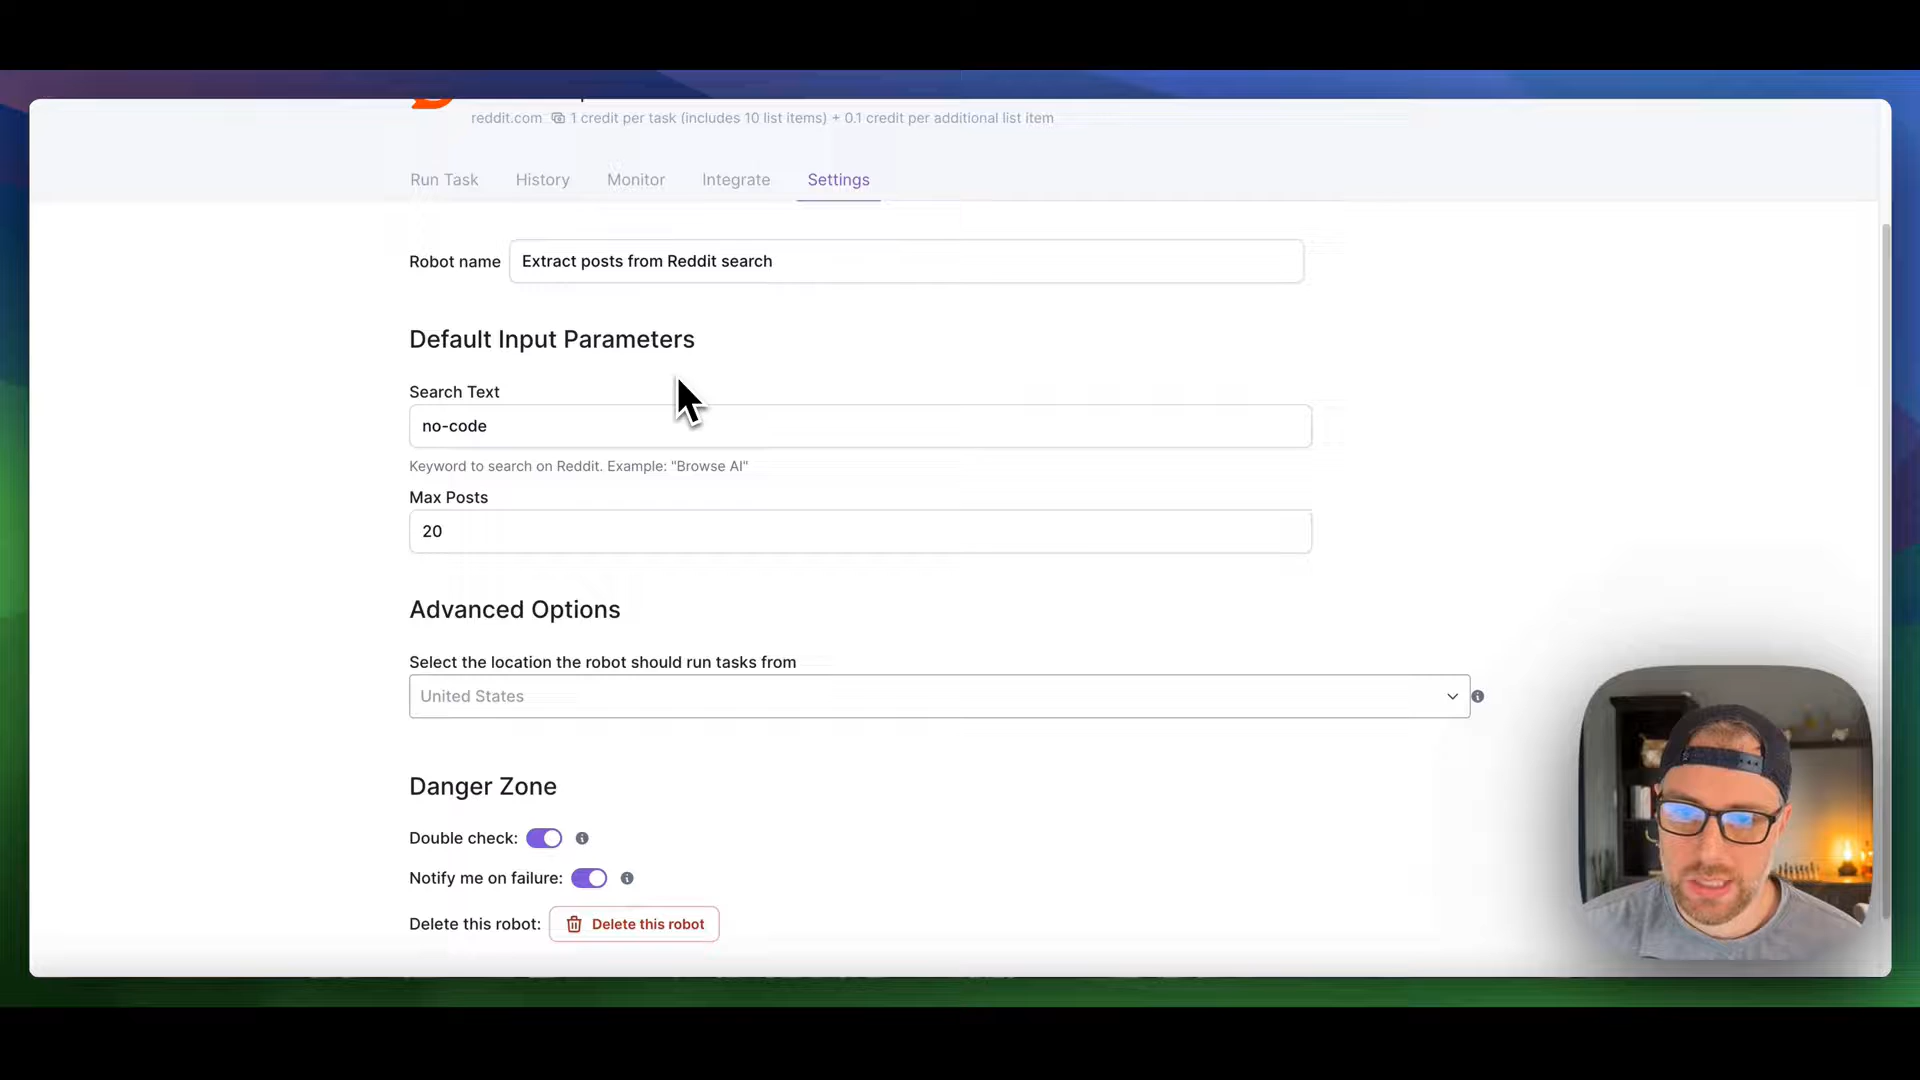 reddit.com 1 credit per task (includes 10 list items) + 0.1 credit per additional list item
Run Task History Monitor Integrate Settings
Robot name Extract posts from Reddit search
Default Input Parameters
Search Text
no-code
Keyword to search on Reddit. Example: "Browse AI"
Max Posts
20
Advanced Options
Select the location the robot should run tasks from
United States
Danger Zone
Double check:
Notify me on failure:
Delete this robot: Delete this robot